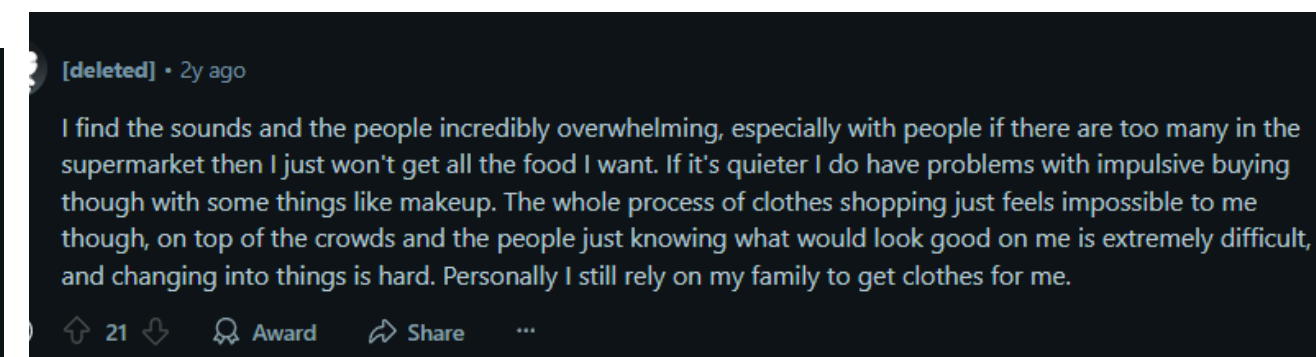 [deleted] • 2y ago
I find the sounds and the people incredibly overwhelming, especially with people if there are too many in the
supermarket then I just won't get all the food I want. If it's quieter I do have problems with impulsive buying
though with some things like makeup. The whole process of clothes shopping just feels impossible to me
though, on top of the crowds and the people just knowing what would look good on me is extremely difficult,
and changing into things is hard. Personally I still rely on my family to get clothes for me.
21 Award Share ...